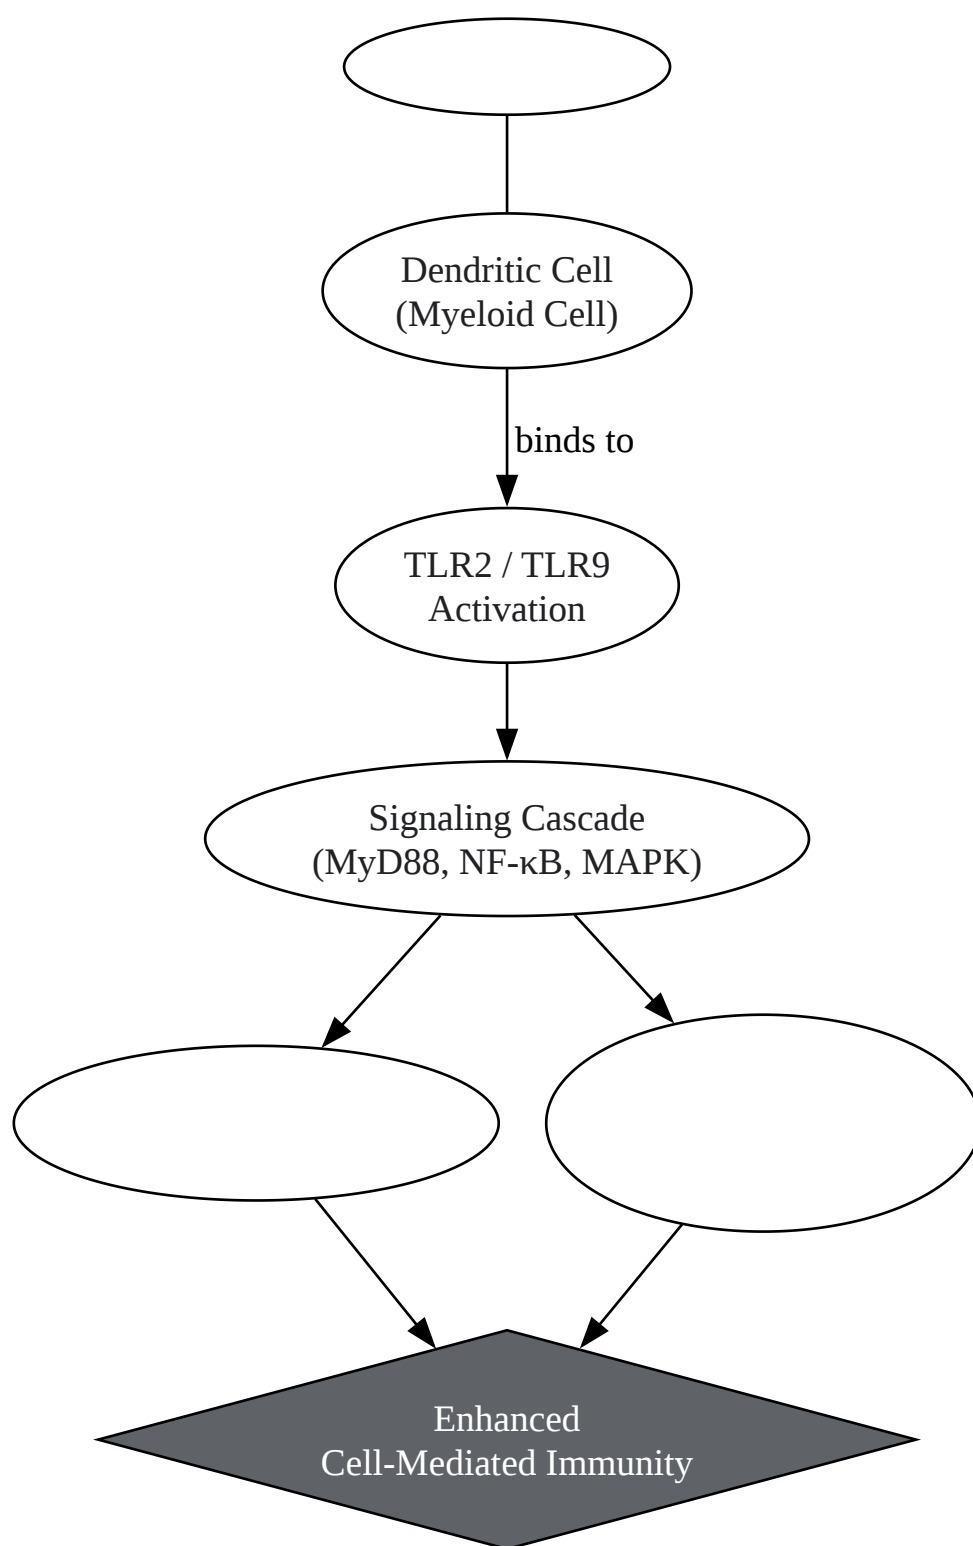 Dendritic Cell
(Myeloid Cell)
binds to
TLR2 / TLR9
Activation
Signaling Cascade
(MyD88, NF-κB, MAPK)
Enhanced
Cell-Mediated Immunity